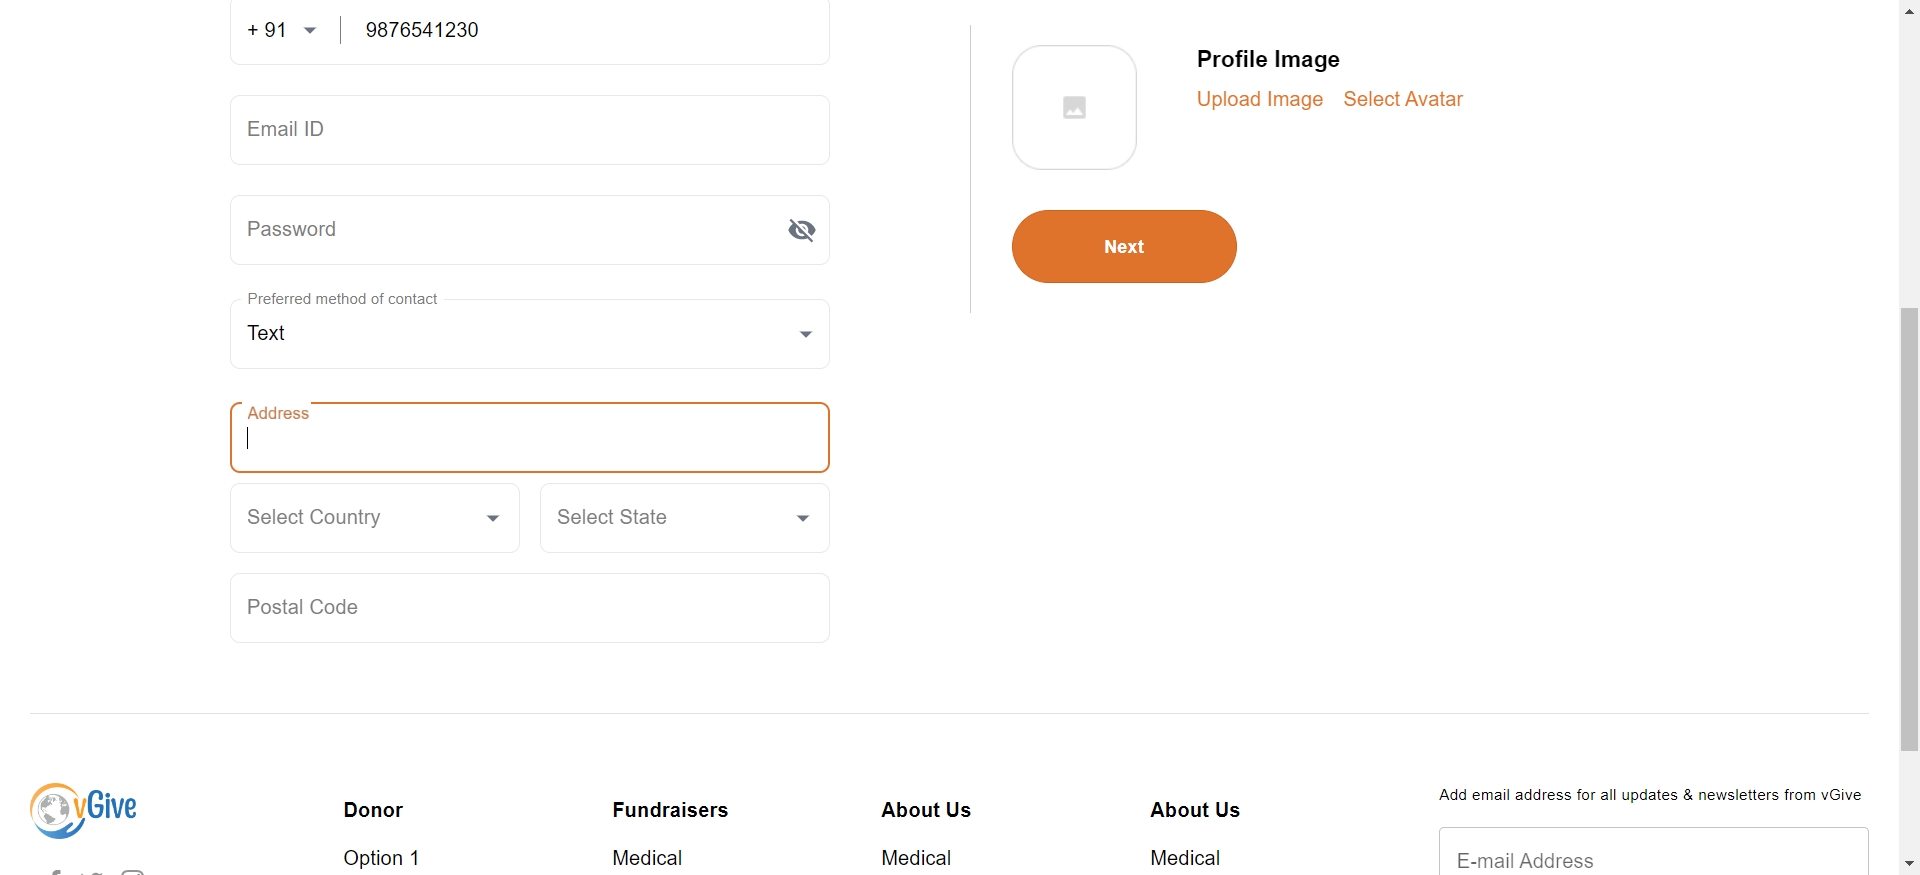 + 91
9876541230
Email ID
Password
Preferred method of contact
Text
Address
Select Country
Select State
Postal Code
Profile Image
Upload Image Select Avatar
Next
vGive
Donor
Option 1
Fundraisers
Medical
About Us
Medical
About Us
Medical
Add email address for all updates & newsletters from vGive
E-mail Address